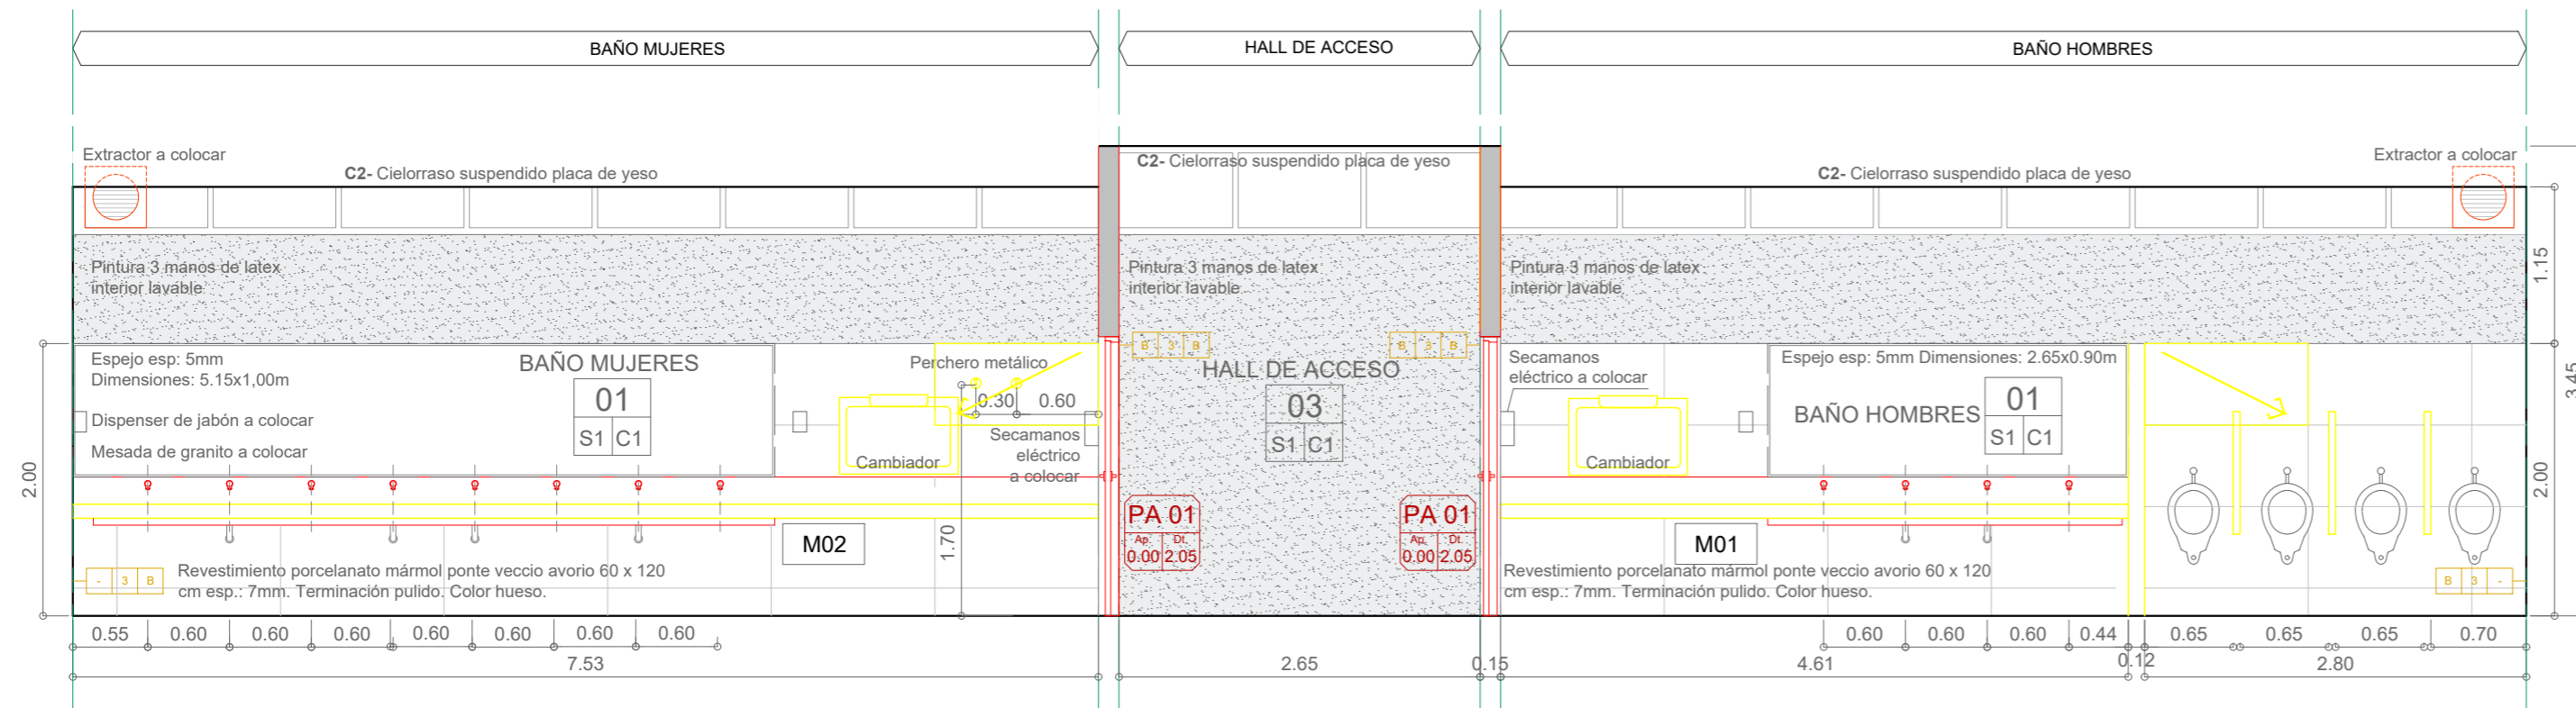 BAÑO MUJERES
HALL DE ACCESO
BAÑO HOMBRES
Extractor a colocar
C2- Cielorraso suspendido placa de yeso
C2- Cielorraso suspendido placa de yeso
C2- Cielorraso suspendido placa de yeso
Extractor a colocar
Pintura 3 manos de latex
interior lavable
Pintura 3 manos de latex
interior lavable
Pintura 3 manos de latex
interior lavable
1.15
3.45
2.00
2.00
Espejo esp: 5mm
Dimensiones: 5.15x1,00m
Dispenser de jabón a colocar
Mesada de granito a colocar
BAÑO MUJERES
01
S1 C1
Perchero metálico
0.30 0.60
Cambiador
Secamanos
eléctrico
a colocar
1.70
M02
- 3 B
Revestimiento porcelanato mármol ponte veccio avorio 60 x 120
cm esp.: 7mm. Terminación pulido. Color hueso.
B 3 B
B 3 B
HALL DE ACCESO
03
S1 C1
PA 01
Ap. Dt.
0.00 2.05
PA 01
Ap. Dt.
0.00 2.05
Secamanos
eléctrico a colocar
Cambiador
Espejo esp: 5mm Dimensiones: 2.65x0.90m
BAÑO HOMBRES
01
S1 C1
M01
Revestimiento porcelanato mármol ponte veccio avorio 60 x 120
cm esp.: 7mm. Terminación pulido. Color hueso.
B 3 -
0.55 0.60 0.60 0.60 0.60 0.60 0.60 0.60
0.60 0.60 0.60 0.44 0.65 0.65 0.65 0.70
7.53 2.65 0.15 4.61 0.12 2.80